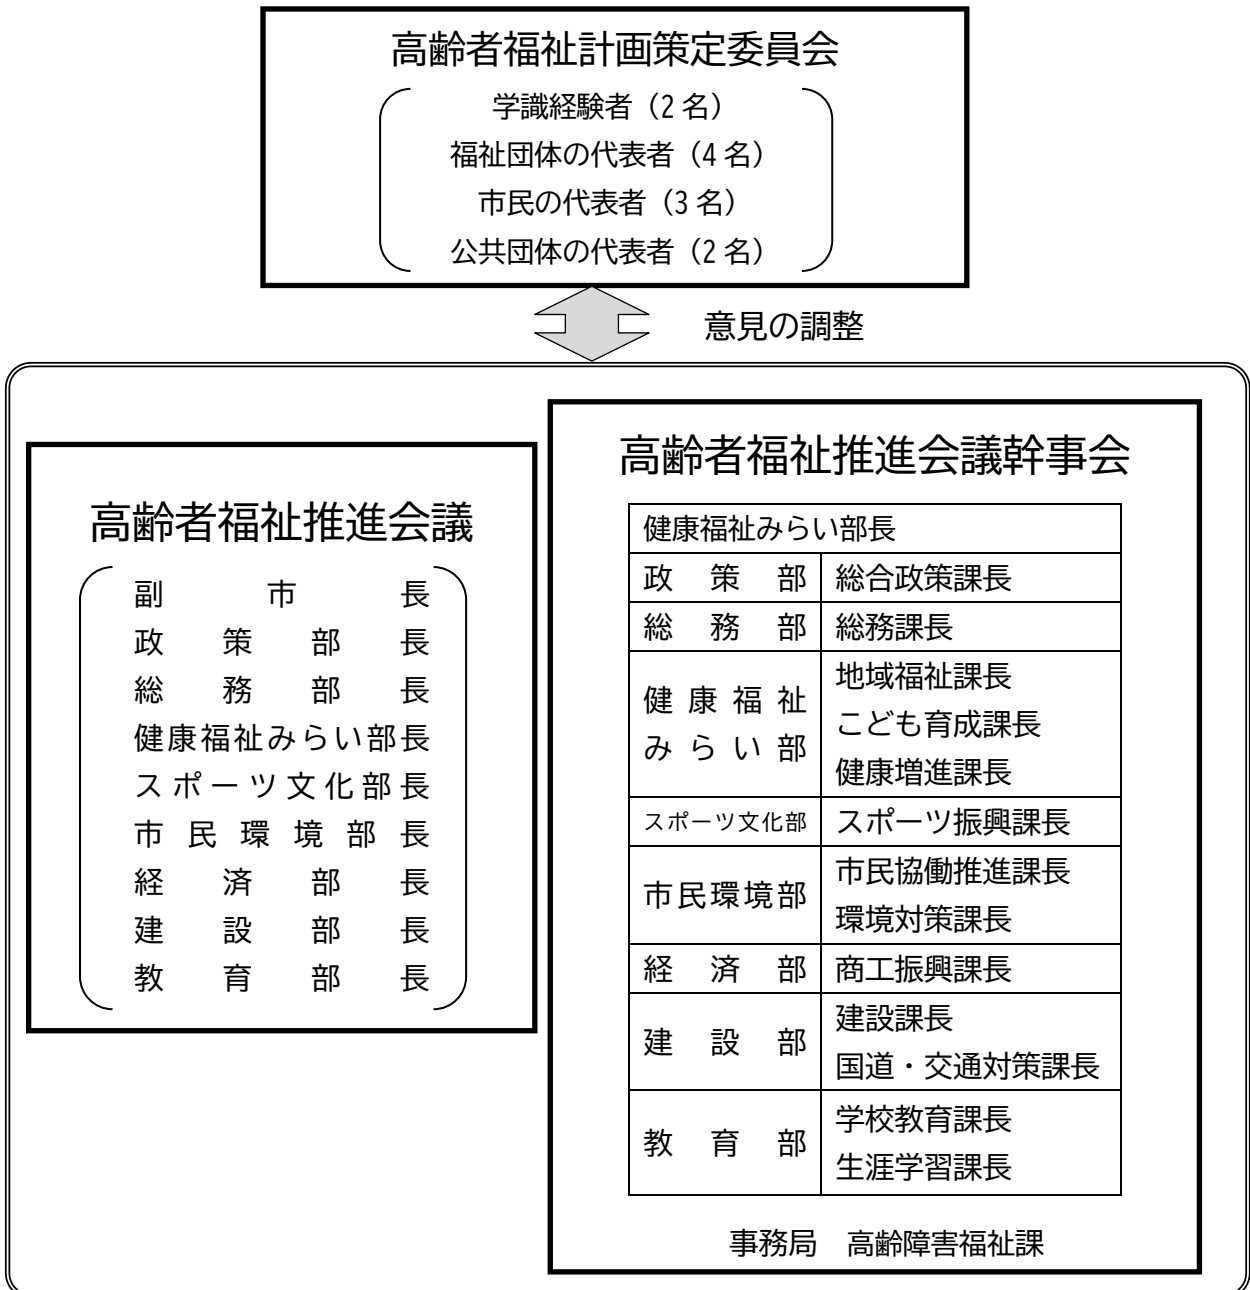 高齢者福祉計画策定委員会
学識経験者（2名）
福祉団体の代表者（4名）
市民の代表者（3名）
公共団体の代表者（2名）
意見の調整
高齢者福祉推進会議
副市長
政策部長
総務部長
健康福祉みらい部長
スポーツ文化部長
市民環境部長
経済部長
建設部長
教育部長
高齢者福祉推進会議幹事会
健康福祉みらい部長
政策部 総合政策課長
総務部 総務課長
健康福祉
みらい部
地域福祉課長
こども育成課長
健康増進課長
スポーツ文化部 スポーツ振興課長
市民環境部
市民協働推進課長
環境対策課長
経済部 商工振興課長
建設部
建設課長
国道・交通対策課長
教育部
学校教育課長
生涯学習課長
事務局　高齢障害福祉課